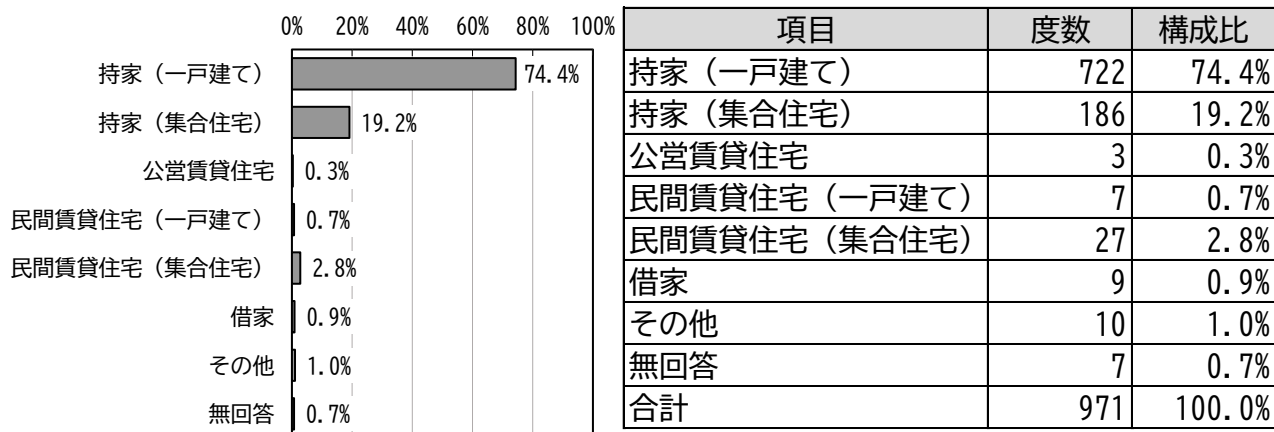 0% 20% 40% 60% 80% 100%
持家（一戸建て） 74.4%
持家（集合住宅） 19.2%
公営賃貸住宅 0.3%
民間賃貸住宅（一戸建て） 0.7%
民間賃貸住宅（集合住宅） 2.8%
借家 0.9%
その他 1.0%
無回答 0.7%
項目 度数 構成比
持家（一戸建て） 722 74.4%
持家（集合住宅） 186 19.2%
公営賃貸住宅 3 0.3%
民間賃貸住宅（一戸建て） 7 0.7%
民間賃貸住宅（集合住宅） 27 2.8%
借家 9 0.9%
その他 10 1.0%
無回答 7 0.7%
合計 971 100.0%